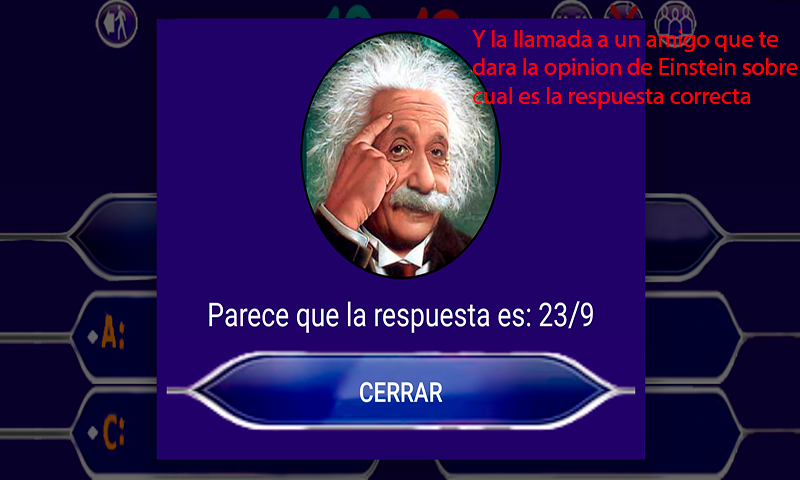 Y la llamada a un amigo que te
dara la opinion de Einstein sobre
cual es la respuesta correcta
Parece que la respuesta es: 23/9
CERRAR
A:
C: